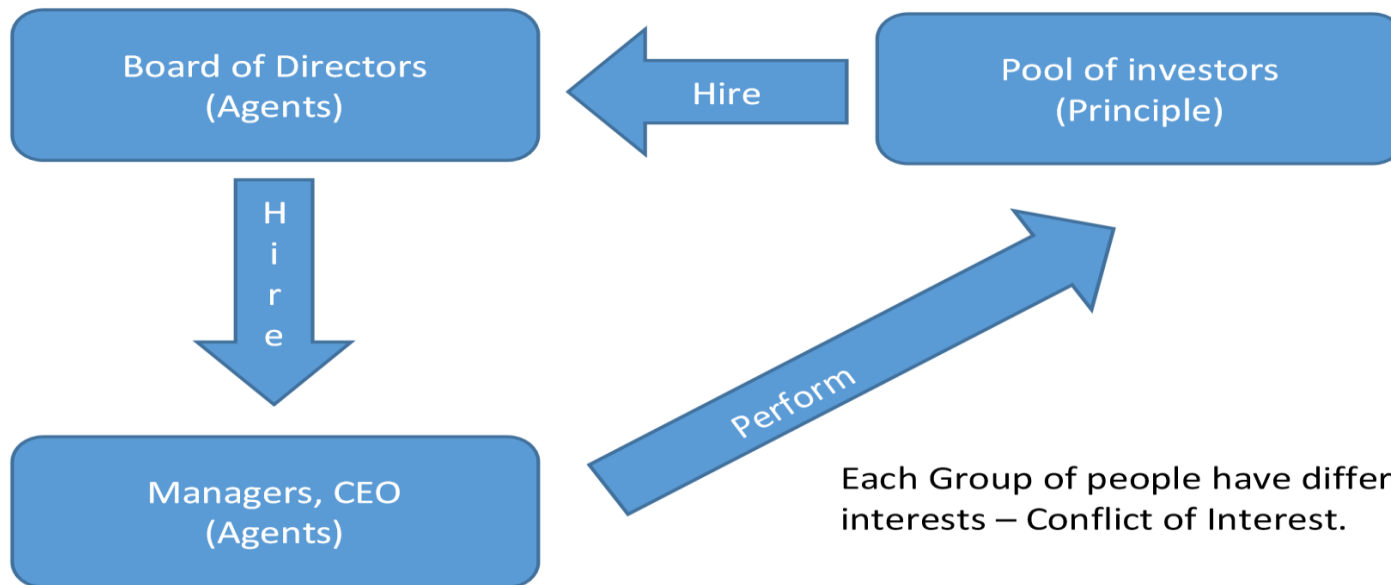 Board of Directors
(Agents)
Hire
Pool of investors
(Principle)
Hire
Perform
Managers, CEO
(Agents)
Each Group of people have differ
interests – Conflict of Interest.